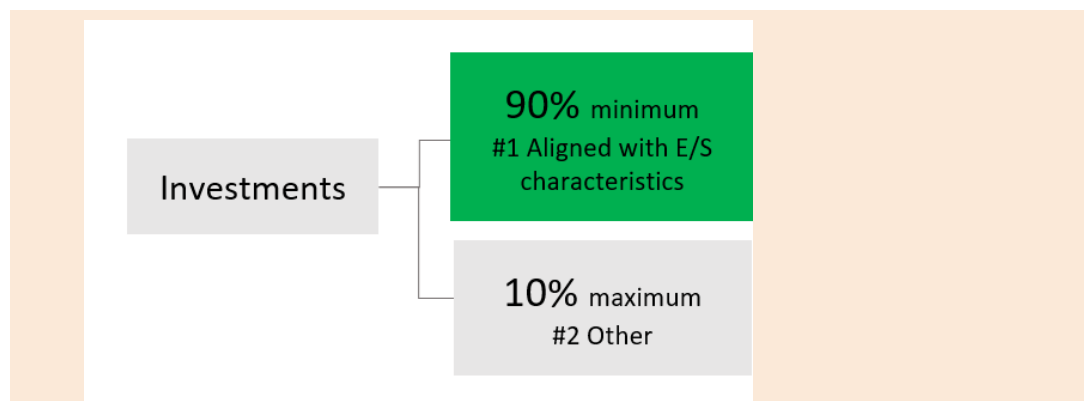 Investments
90% minimum
#1 Aligned with E/S
characteristics
10% maximum
#2 Other